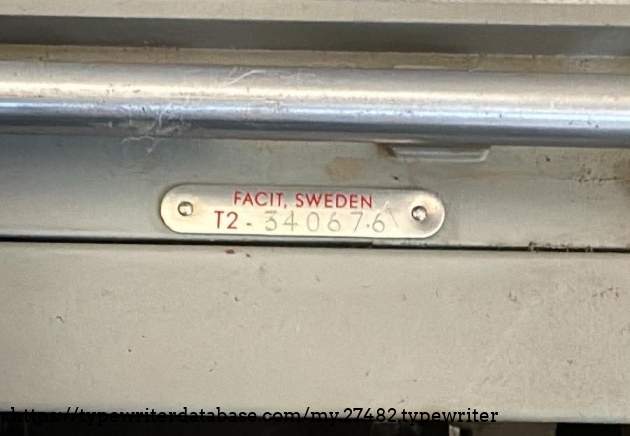 FACIT, SWEDEN
T2-340676
https://typewriterdatabase.com/my.27482.typewriter